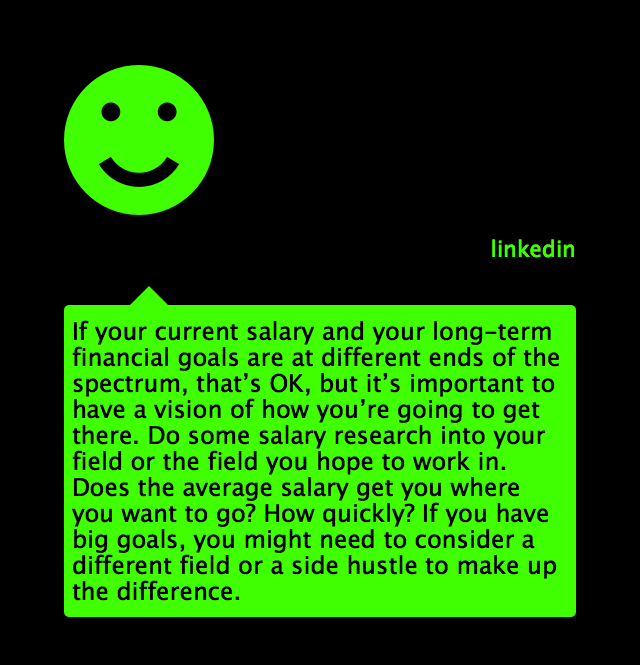 linkedin
If your current salary and your long-term
financial goals are at different ends of the
spectrum, that’s OK, but it’s important to
have a vision of how you’re going to get
there. Do some salary research into your
field or the field you hope to work in.
Does the average salary get you where
you want to go? How quickly? If you have
big goals, you might need to consider a
different field or a side hustle to make up
the difference.